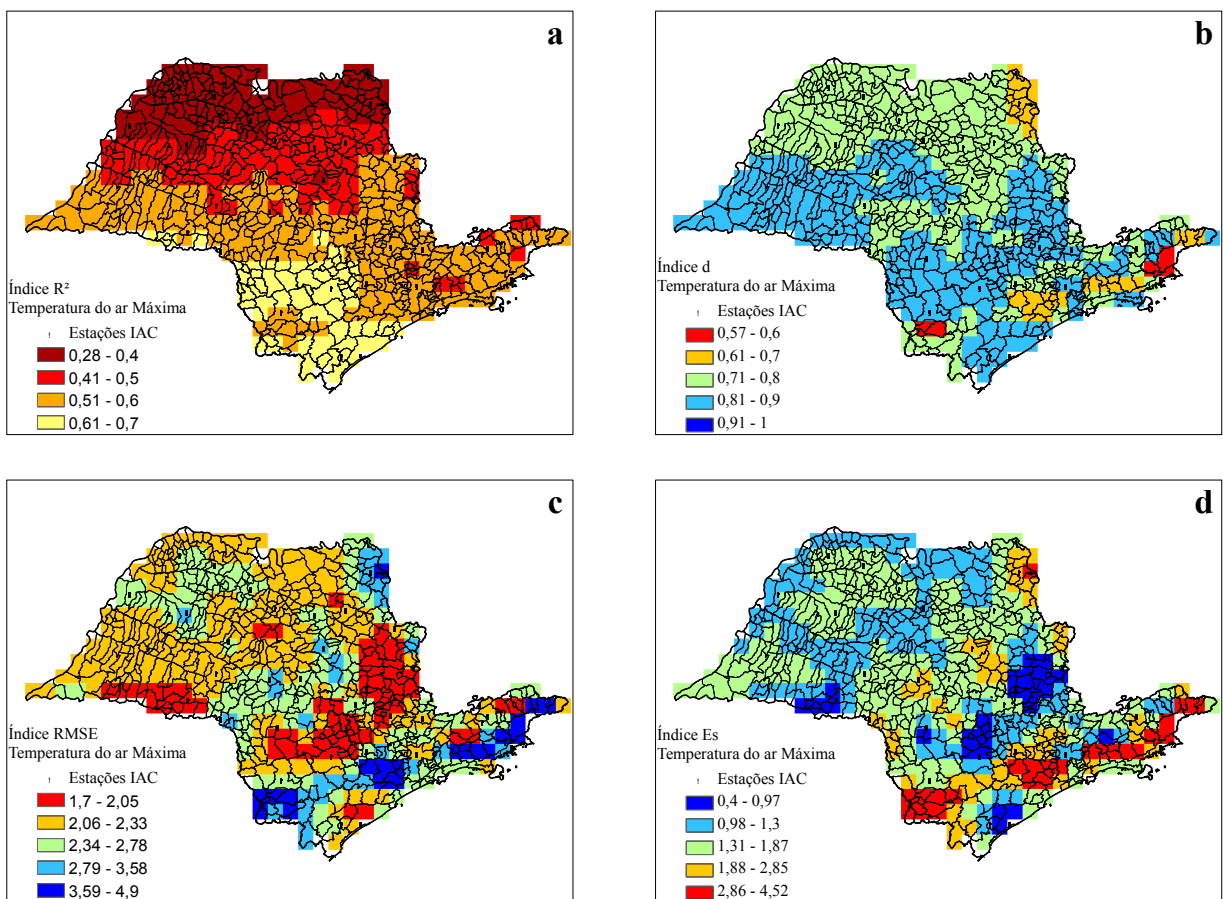 a
Índice R²
Temperatura do ar Máxima
Estações IAC
0,28 - 0,4
0,41 - 0,5
0,51 - 0,6
0,61 - 0,7
b
Índice d
Temperatura do ar Máxima
Estações IAC
0,57 - 0,6
0,61 - 0,7
0,71 - 0,8
0,81 - 0,9
0,91 - 1
c
Índice RMSE
Temperatura do ar Máxima
Estações IAC
1,7 - 2,05
2,06 - 2,33
2,34 - 2,78
2,79 - 3,58
3,59 - 4,9
d
Índice Es
Temperatura do ar Máxima
Estações IAC
0,4 - 0,97
0,98 - 1,3
1,31 - 1,87
1,88 - 2,85
2,86 - 4,52